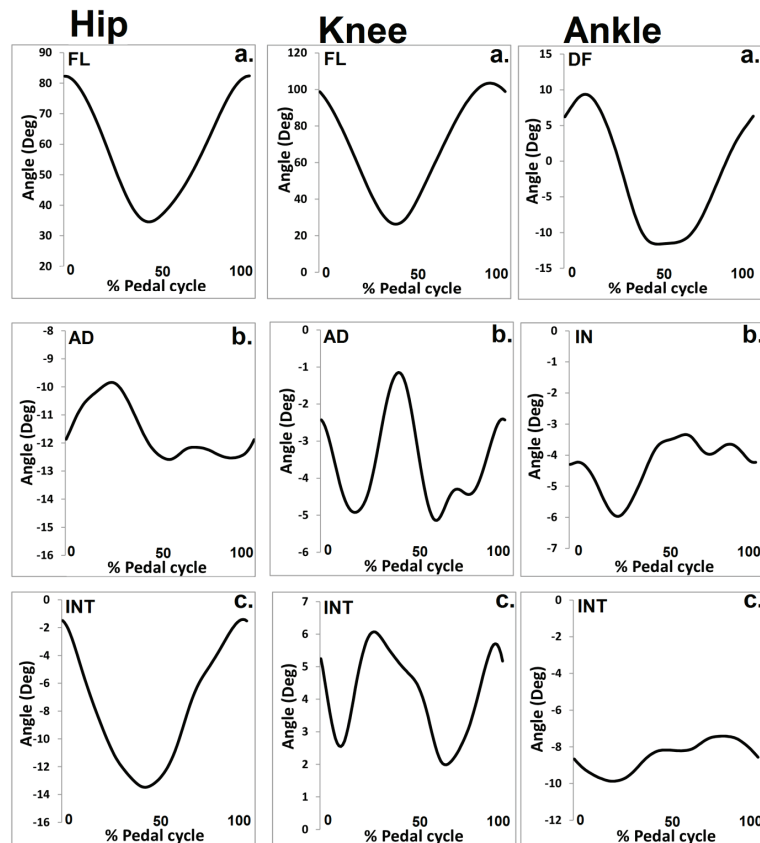 Hip Knee Ankle
FL a.
90
80
70
60
50
40
30
20
Angle (Deg)
0 50 100
% Pedal cycle
FL a.
120
100
80
60
40
20
0
Angle (Deg)
0 50 100
% Pedal cycle
DF a.
15
10
5
0
-5
-10
-15
Angle (Deg)
0 50 100
% Pedal cycle
AD b.
-8
-9
-10
-11
-12
-13
-14
-15
-16
Angle (Deg)
0 50 100
% Pedal cycle
AD b.
0
-1
-2
-3
-4
-5
-6
Angle (Deg)
0 50 100
% Pedal cycle
IN b.
0
-1
-2
-3
-4
-5
-6
-7
Angle (Deg)
0 50 100
% Pedal cycle
INT c.
0
-2
-4
-6
-8
-10
-12
-14
-16
Angle (Deg)
0 50 100
% Pedal cycle
INT c.
7
6
5
4
3
2
1
0
Angle (Deg)
0 50 100
% Pedal cycle
INT c.
0
-2
-4
-6
-8
-10
-12
Angle (Deg)
0 50 100
% Pedal cycle